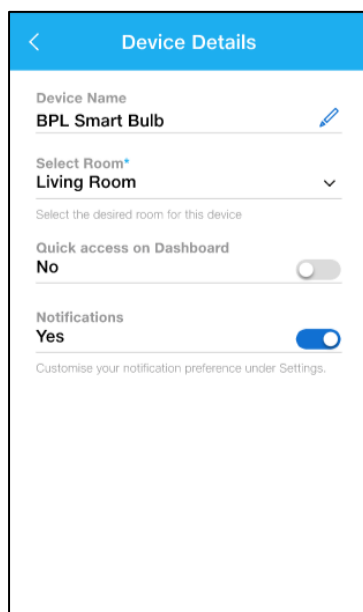 Device Details
Device Name
BPL Smart Bulb
Select Room*
Living Room
Select the desired room for this device
Quick access on Dashboard
No
Notifications
Yes
Customise your notification preference under Settings.